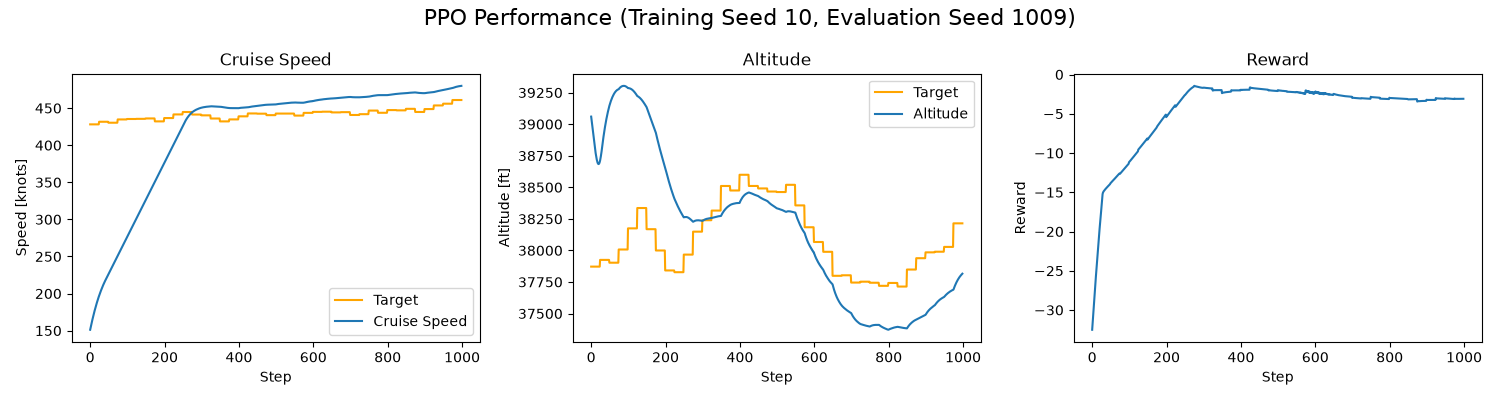 PPO Performance (Training Seed 10, Evaluation Seed 1009)
Cruise Speed
Speed [knots]
450
400
350
300
250
200
150
Target
Cruise Speed
0 200 400 600 800 1000
Step
Altitude
Altitude [ft]
39250
39000
38750
38500
38250
38000
37750
37500
Target
Altitude
0 200 400 600 800 1000
Step
Reward
Reward
0
−5
−10
−15
−20
−25
−30
0 200 400 600 800 1000
Step